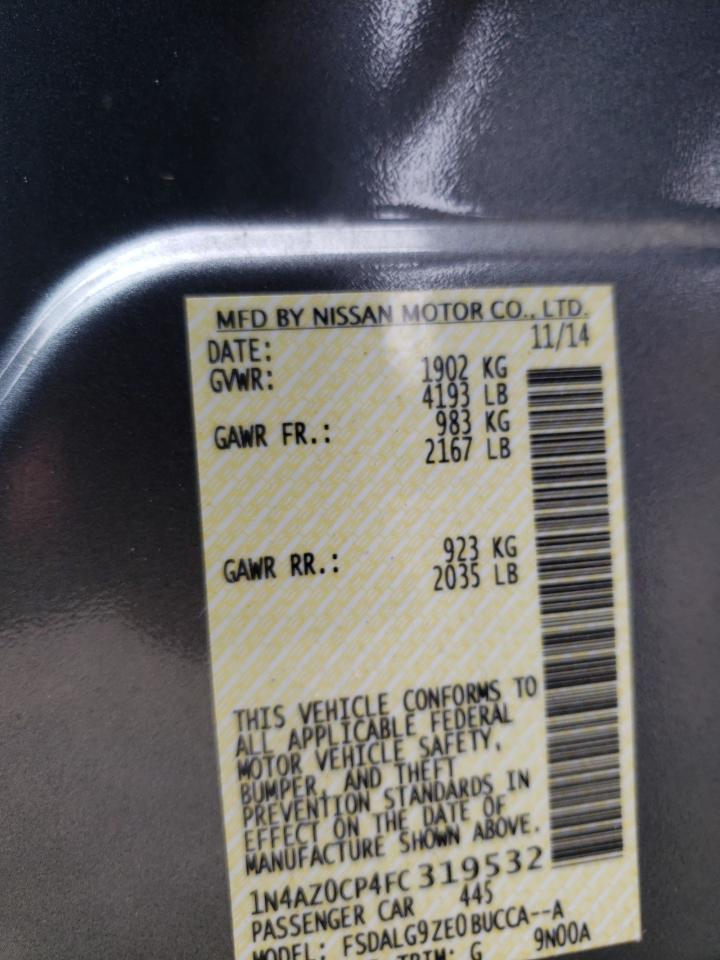 MFD BY NISSAN MOTOR CO., LTD.
DATE: 11/14
GVWR: 1902 KG
4193 LB
GAWR FR.: 983 KG
2167 LB
GAWR RR.: 923 KG
2035 LB
THIS VEHICLE CONFORMS TO
ALL APPLICABLE FEDERAL
MOTOR VEHICLE SAFETY,
BUMPER, AND THEFT
PREVENTION STANDARDS IN
EFFECT ON THE DATE OF
MANUFACTURE SHOWN ABOVE.
1N4AZ0CP4FC319532
PASSENGER CAR 445
MODEL: FSDALG9ZE0BUCCA--A
TRIM: G 9N00A